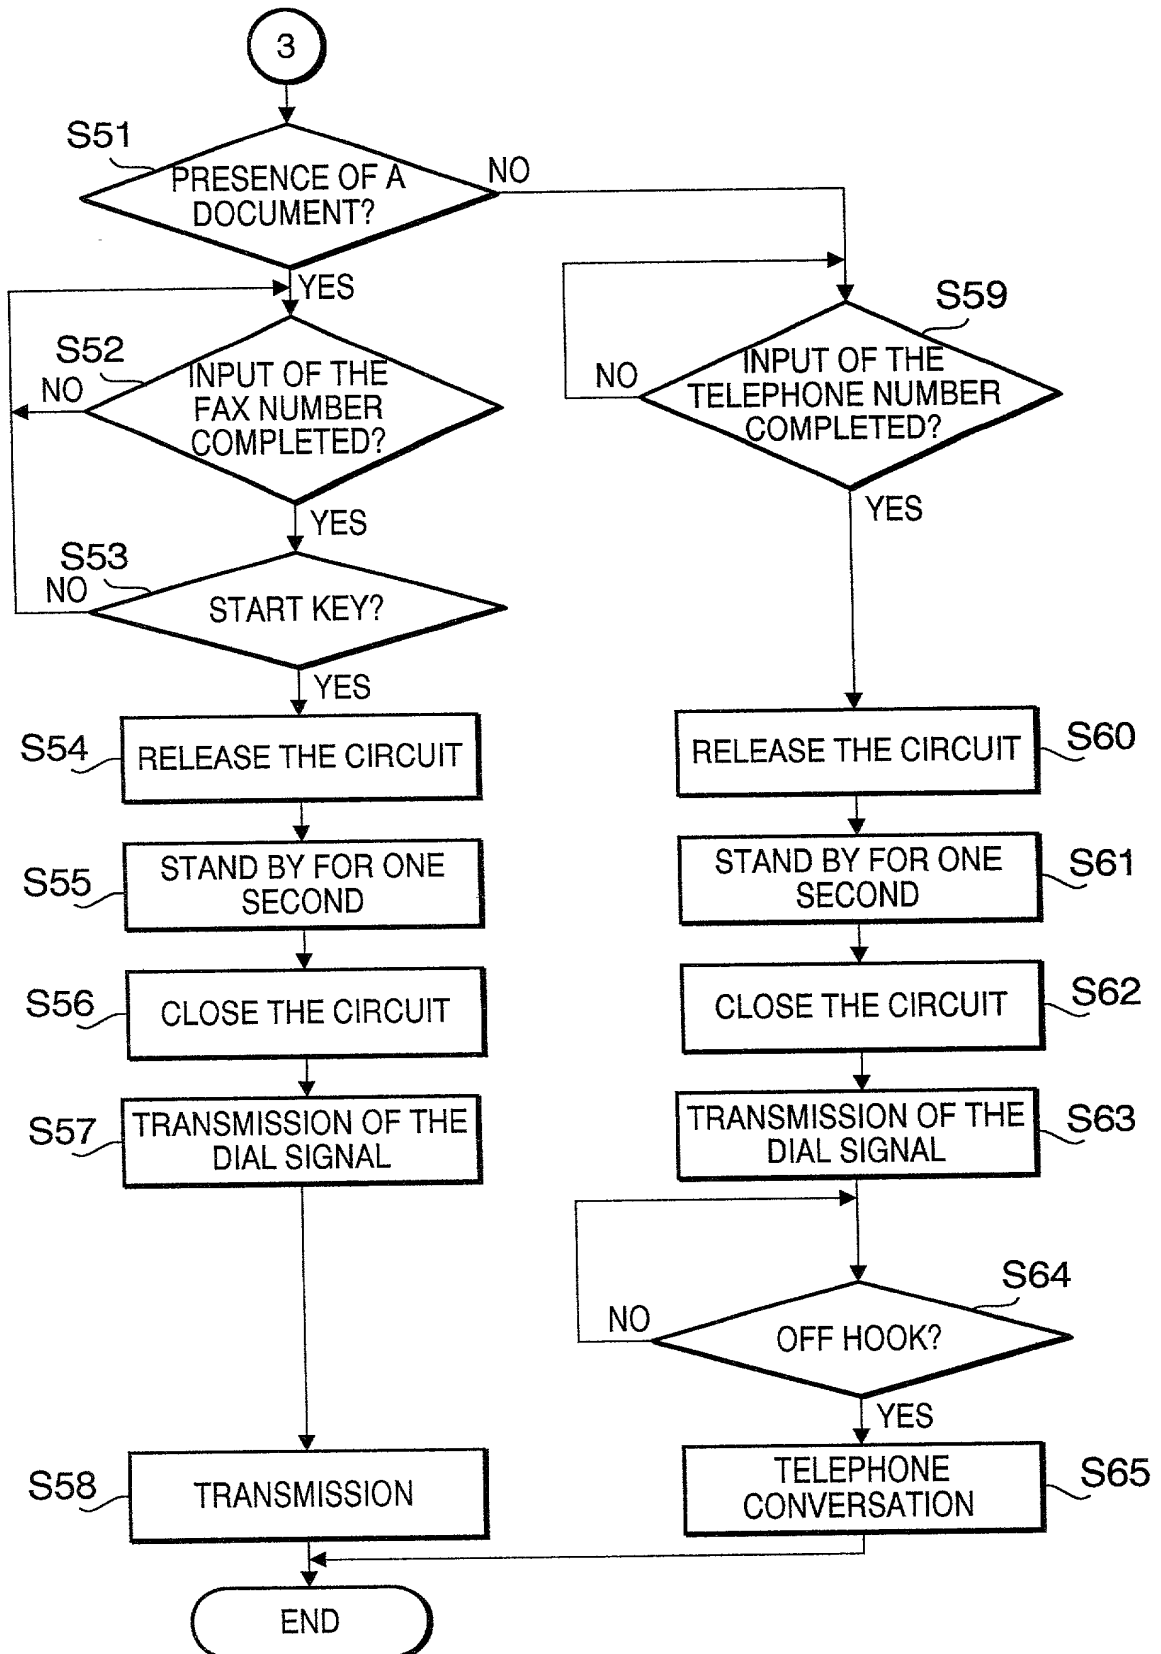 3
S51
PRESENCE OF A
DOCUMENT?
NO
YES
S52
NO
INPUT OF THE
FAX NUMBER
COMPLETED?
YES
S53
NO
START KEY?
YES
S54
RELEASE THE CIRCUIT
S55
STAND BY FOR ONE
SECOND
S56
CLOSE THE CIRCUIT
S57
TRANSMISSION OF THE
DIAL SIGNAL
S58
TRANSMISSION
S59
NO
INPUT OF THE
TELEPHONE NUMBER
COMPLETED?
YES
RELEASE THE CIRCUIT
S60
STAND BY FOR ONE
SECOND
S61
CLOSE THE CIRCUIT
S62
TRANSMISSION OF THE
DIAL SIGNAL
S63
S64
NO
OFF HOOK?
YES
TELEPHONE
CONVERSATION
S65
END